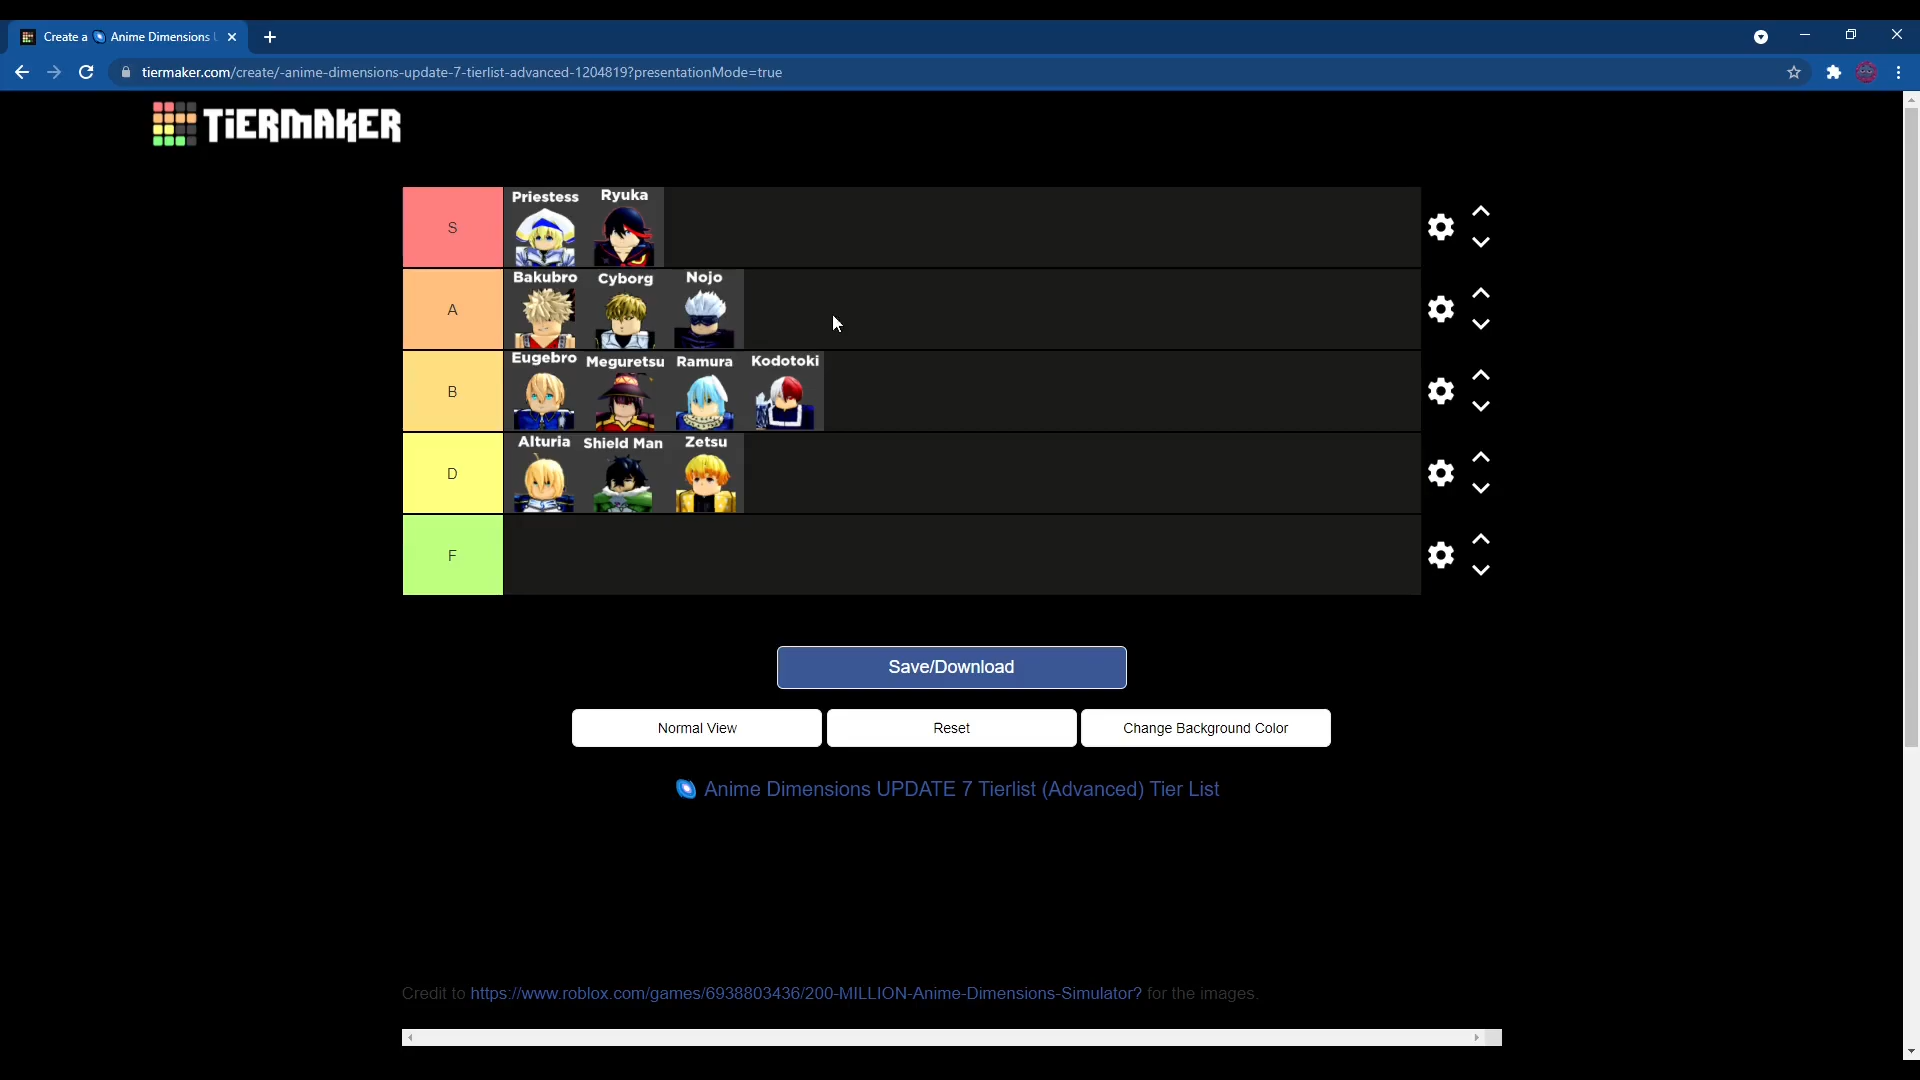 Create a Anime Dimensions
tiermaker.com/create/-anime-dimensions-update-7-tierlist-advanced-1204819?presentationMode=true
TiERMAKER
S
Priestess
Ryuka
A
Bakubro
Cyborg
Nojo
B
Eugebro
Meguretsu
Ramura
Kodotoki
D
Alturia
Shield Man
Zetsu
F
Save/Download
Normal View
Reset
Change Background Color
Anime Dimensions UPDATE 7 Tierlist (Advanced) Tier List
Credit to https://www.roblox.com/games/6938803436/200-MILLION-Anime-Dimensions-Simulator? for the images.